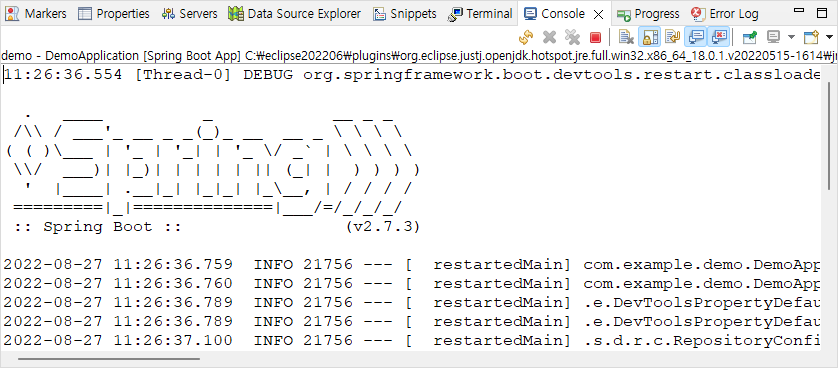 Markers Properties Servers Data Source Explorer Snippets Terminal Console Progress Error Log
demo - DemoApplication [Spring Boot App] C:₩eclipse202206₩plugins₩org.eclipse.justj.openjdk.hotspot.jre.full.win32.x86_64_18.0.1.v20220515-1614₩jr
11:26:36.554 [Thread-0] DEBUG org.springframework.boot.devtools.restart.classloade
  .   ____          _            __ _ _
 /\\ / ___'_ __ _ _(_)_ __  __ _ \ \ \ \
( ( )\___ | '_ | '_| | '_ \/ _` | \ \ \ \
 \\/  ___)| |_)| | | | | || (_| |  ) ) ) )
  '  |____| .__|_| |_|_| |_\__, | / / / /
 =========|_|==============|___/=/_/_/_/
 :: Spring Boot ::                (v2.7.3)
2022-08-27 11:26:36.759  INFO 21756 --- [  restartedMain] com.example.demo.DemoApp
2022-08-27 11:26:36.760  INFO 21756 --- [  restartedMain] com.example.demo.DemoApp
2022-08-27 11:26:36.789  INFO 21756 --- [  restartedMain] .e.DevToolsPropertyDefau
2022-08-27 11:26:36.789  INFO 21756 --- [  restartedMain] .e.DevToolsPropertyDefau
2022-08-27 11:26:37.100  INFO 21756 --- [  restartedMain] .s.d.r.c.RepositoryConfi